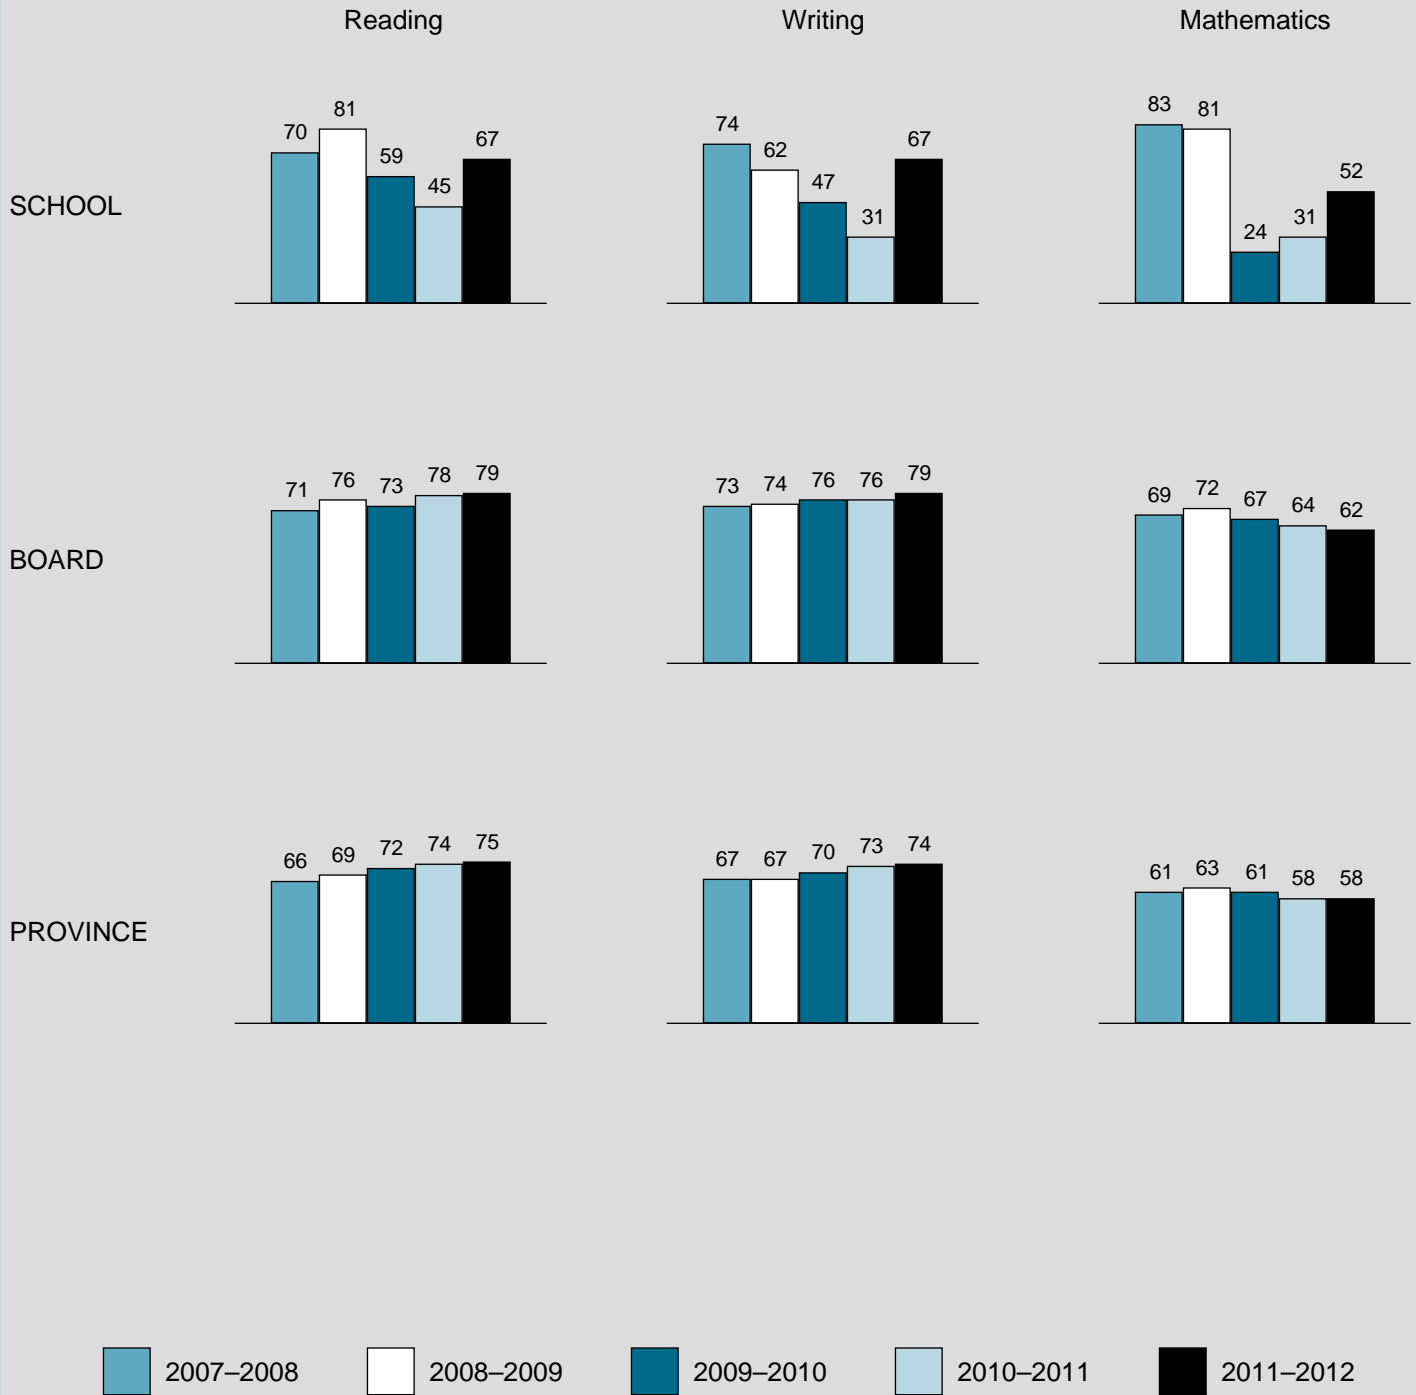 Reading Writing Mathematics
SCHOOL
70 81 59 45 67
74 62 47 31 67
83 81 24 31 52
BOARD
71 76 73 78 79
73 74 76 76 79
69 72 67 64 62
PROVINCE
66 69 72 74 75
67 67 70 73 74
61 63 61 58 58
2007–2008 2008–2009 2009–2010 2010–2011 2011–2012